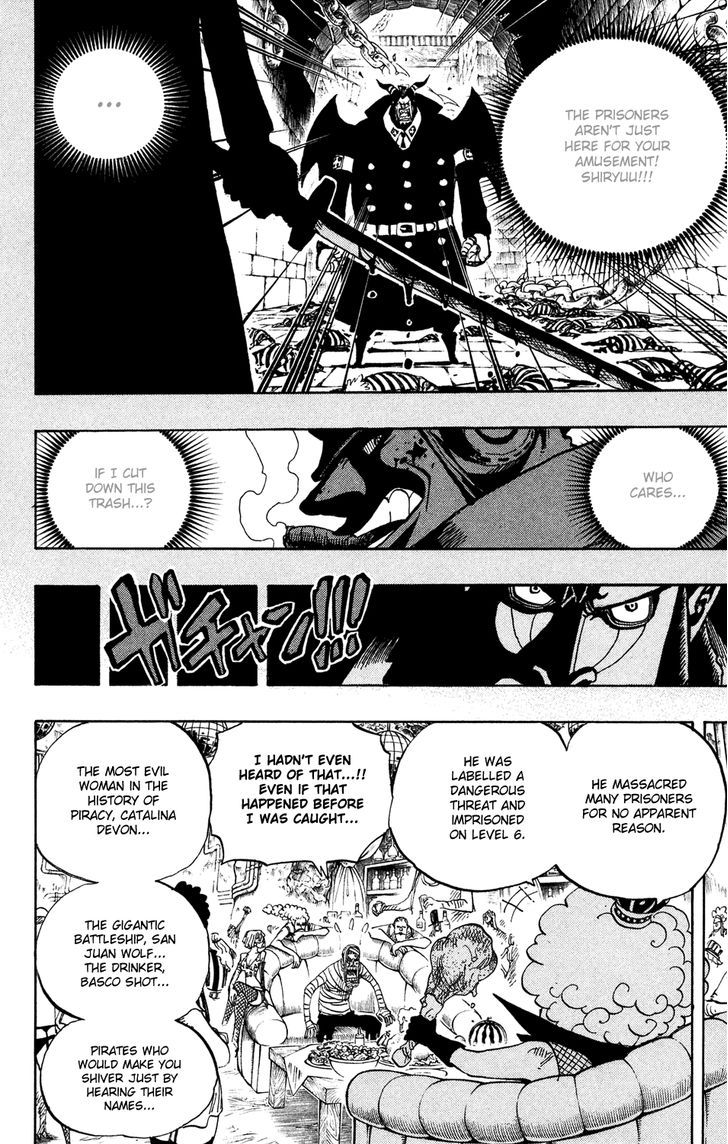 THE PRISONERS
AREN'T JUST
HERE FOR YOUR
AMUSEMENT!
SHIRYUU!!!
...
WHO
CARES...
IF I CUT
DOWN THIS
TRASH...?
ガチャン!!!
HE MASSACRED
MANY PRISONERS
FOR NO APPARENT
REASON.
HE WAS
LABELLED A
DANGEROUS
THREAT AND
IMPRISONED
ON LEVEL 6.
I HADN'T EVEN
HEARD OF THAT...!!
EVEN IF THAT
HAPPENED BEFORE
I WAS CAUGHT...
THE MOST EVIL
WOMAN IN THE
HISTORY OF
PIRACY, CATALINA
DEVON...
THE GIGANTIC
BATTLESHIP, SAN
JUAN WOLF...
THE DRINKER,
BASCO SHOT...
PIRATES WHO
WOULD MAKE YOU
SHIVER JUST BY
HEARING THEIR
NAMES...